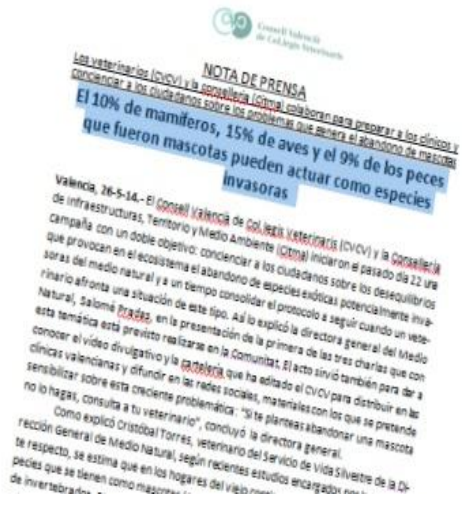 Consell Valencià
de Col.legis Veterinaris
NOTA DE PRENSA
Los veterinarios (CVCV) y la conselleria (Citma) colaboran para preparar a los clínicos y
concienciar a los ciudadanos sobre los problemas que genera el abandono de mascotas
El 10% de mamíferos, 15% de aves y el 9% de los peces
que fueron mascotas pueden actuar como especies
invasoras
Valencia, 26-5-14.- El Consell Valencià de Col.legis Veterinaris (CVCV) y la Conselleria
de Infraestructuras, Territorio y Medio Ambiente (Citma) iniciaron el pasado día 22 una
campaña con un doble objetivo: concienciar a los ciudadanos sobre los desequilibrios
que provocan en el ecosistema el abandono de especies exóticas potencialmente inva-
soras del medio natural y a un tiempo consolidar el protocolo a seguir cuando un vete-
rinario afronta una situación de este tipo. Así lo explicó la directora general del Medio
Natural, Salomé Pradas, en la presentación de la primera de las tres charlas que con
esta temática está previsto realizarse en la Comunitat. El acto sirvió también para dar a
conocer el vídeo divulgativo y la cartelería que ha editado el CVCV para distribuir en las
clínicas valencianas y difundir en las redes sociales, materiales con los que se pretende
sensibilizar sobre esta creciente problemática: "Si te planteas abandonar una mascota
no lo hagas, consulta a tu veterinario", concluyó la directora general.
Como explicó Cristóbal Torres, veterinario del Servicio de Vida Silvestre de la Di-
rección General de Medio Natural, según recientes estudios encargados por
te respecto, se estima que en los hogares del viejo
pecies que se tienen como mascotas
de invertebrados.